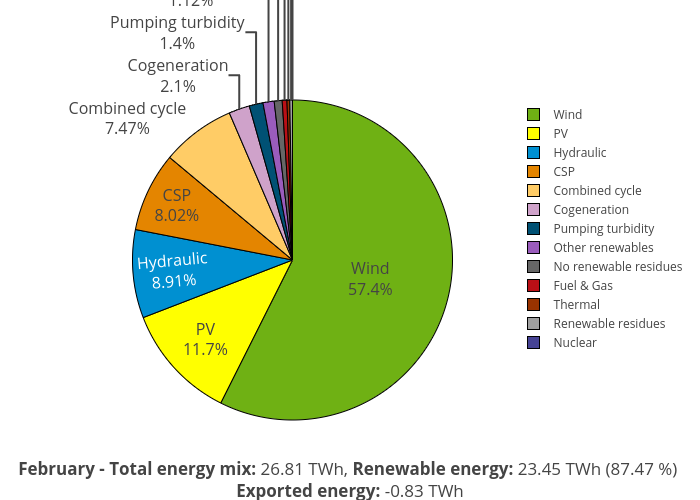 1.12%
Pumping turbidity
1.4%
Cogeneration
2.1%
Combined cycle
7.47%
CSP
8.02%
Hydraulic
8.91%
PV
11.7%
Wind
57.4%
Wind
PV
Hydraulic
CSP
Combined cycle
Cogeneration
Pumping turbidity
Other renewables
No renewable residues
Fuel & Gas
Thermal
Renewable residues
Nuclear
February - Total energy mix: 26.81 TWh, Renewable energy: 23.45 TWh (87.47 %)
Exported energy: -0.83 TWh